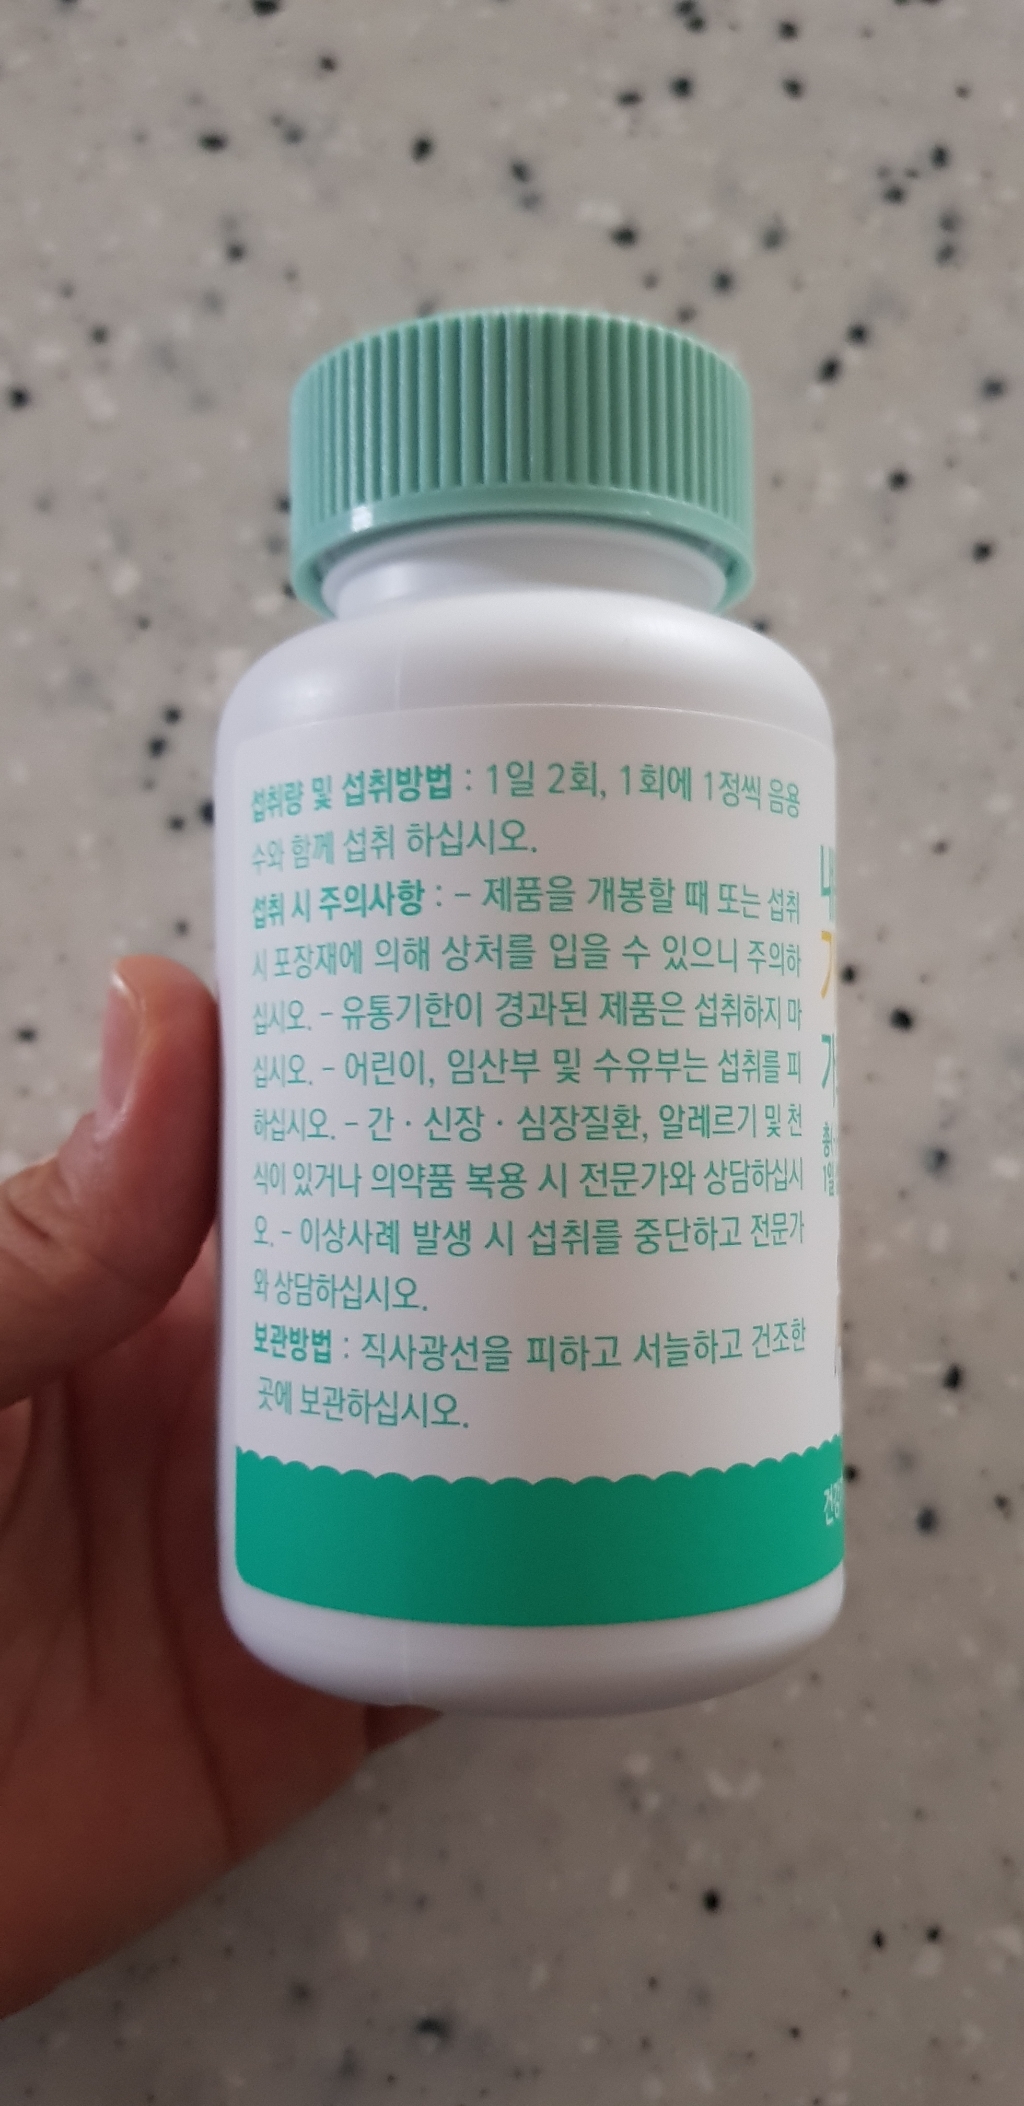 섭취량 및 섭취방법 : 1일 2회, 1회에 1정씩 음용
수와 함께 섭취 하십시오.
섭취 시 주의사항 : - 제품을 개봉할 때 또는 섭취
시 포장재에 의해 상처를 입을 수 있으니 주의하
십시오. - 유통기한이 경과된 제품은 섭취하지 마
십시오. - 어린이, 임산부 및 수유부는 섭취를 피
하십시오. - 간 · 신장 · 심장질환, 알레르기 및 천
식이 있거나 의약품 복용 시 전문가와 상담하십시
오. - 이상사례 발생 시 섭취를 중단하고 전문가
와 상담하십시오.
보관방법 : 직사광선을 피하고 서늘하고 건조한
곳에 보관하십시오.